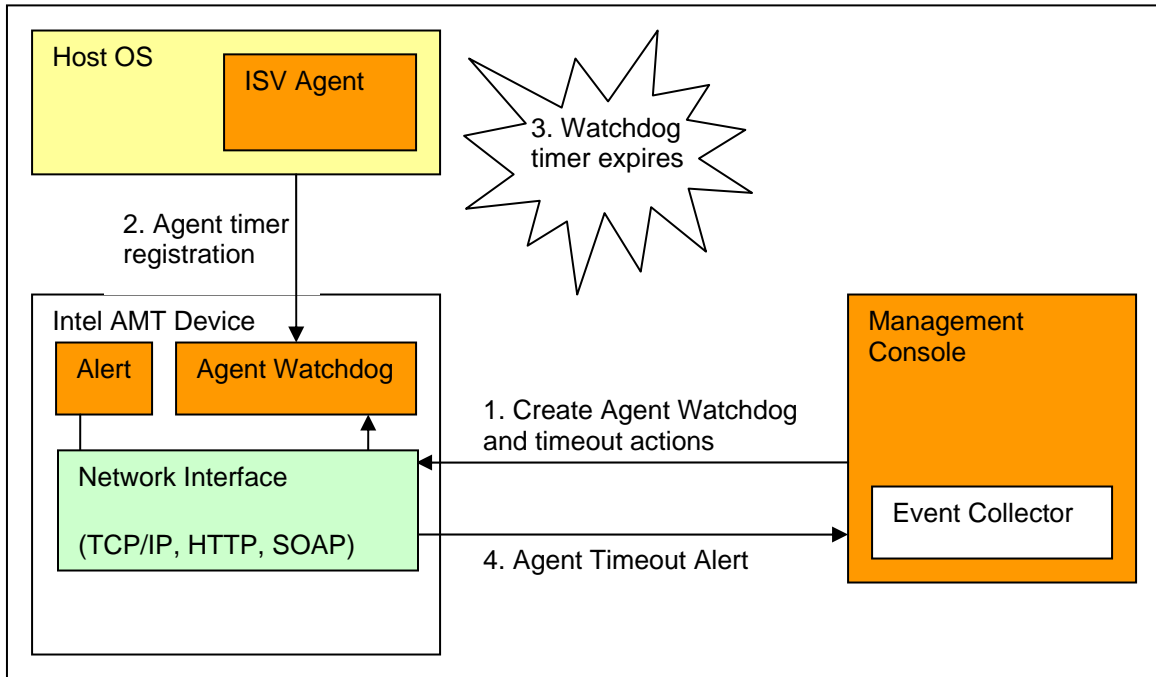 Host OS
ISV Agent
3. Watchdog
timer expires
2. Agent timer
registration
Intel AMT Device
Alert
Agent Watchdog
Management
Console
1. Create Agent Watchdog
and timeout actions
Network Interface
(TCP/IP, HTTP, SOAP)
Event Collector
4. Agent Timeout Alert